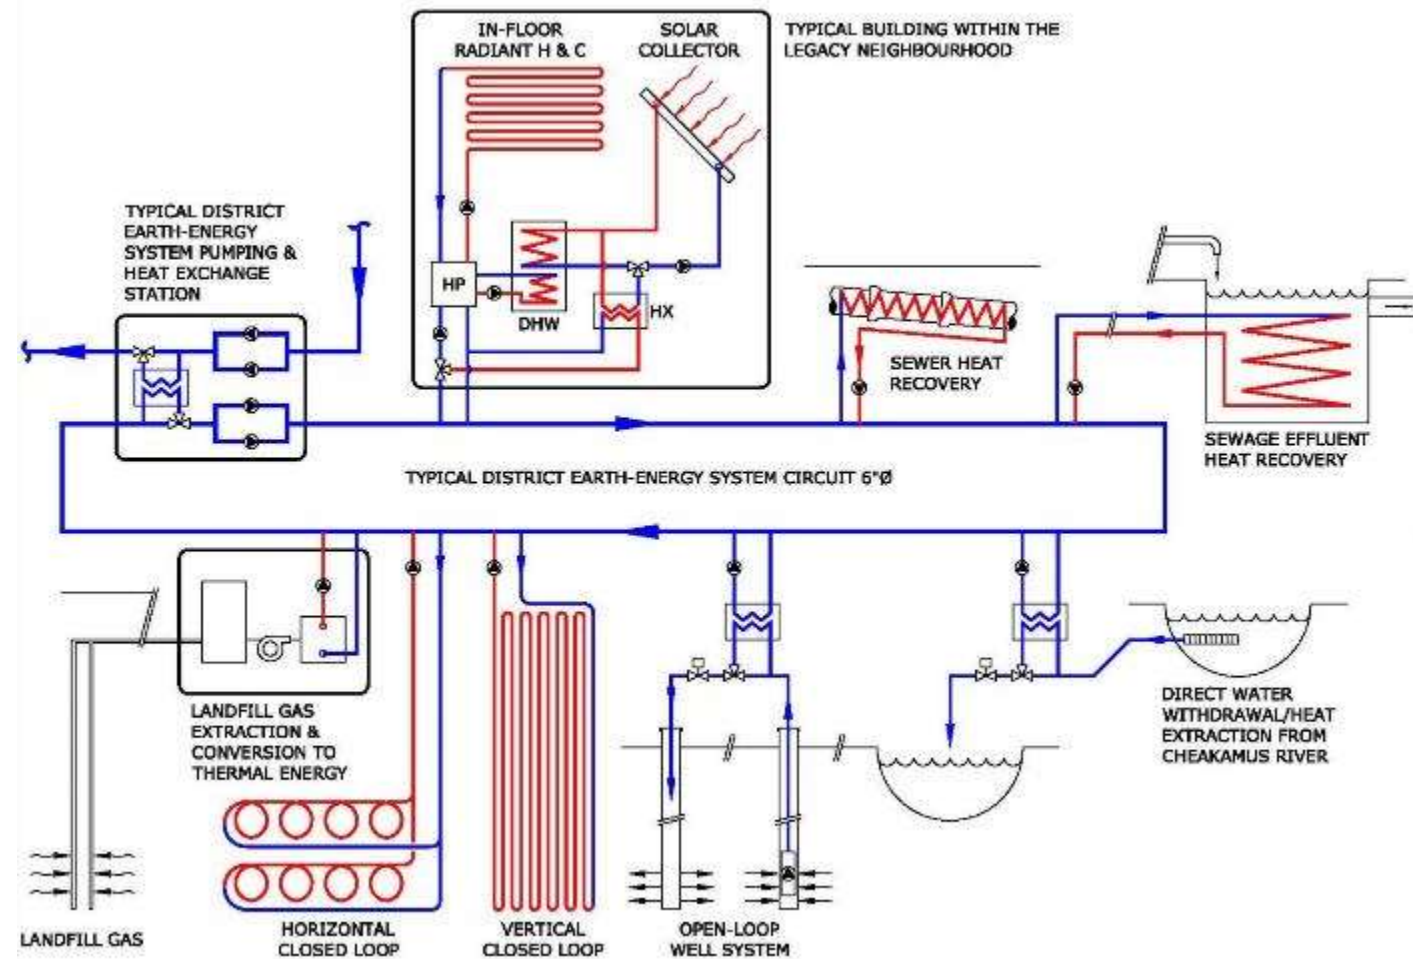 IN-FLOOR
RADIANT H & C
SOLAR
COLLECTOR
TYPICAL BUILDING WITHIN THE
LEGACY NEIGHBOURHOOD
TYPICAL DISTRICT
EARTH-ENERGY
SYSTEM PUMPING &
HEAT EXCHANGE
STATION
HP
DHW
HX
SEWER HEAT
RECOVERY
SEWAGE EFFLUENT
HEAT RECOVERY
TYPICAL DISTRICT EARTH-ENERGY SYSTEM CIRCUIT 6"Ø
LANDFILL GAS
EXTRACTION &
CONVERSION TO
THERMAL ENERGY
DIRECT WATER
WITHDRAWAL/HEAT
EXTRACTION FROM
CHEAKAMUS RIVER
LANDFILL GAS
HORIZONTAL
CLOSED LOOP
VERTICAL
CLOSED LOOP
OPEN-LOOP
WELL SYSTEM